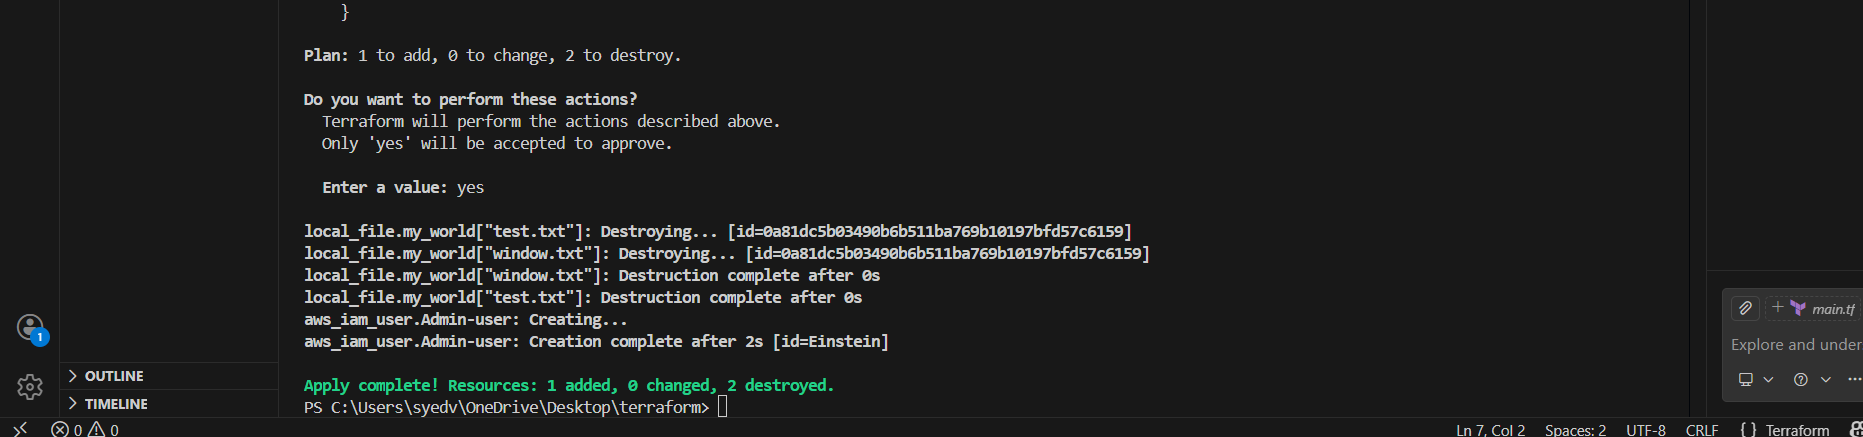 }
Plan: 1 to add, 0 to change, 2 to destroy.
Do you want to perform these actions?
Terraform will perform the actions described above.
Only 'yes' will be accepted to approve.
Enter a value: yes
local_file.my_world["test.txt"]: Destroying... [id=0a81dc5b03490b6b511ba769b10197bfd57c6159]
local_file.my_world["window.txt"]: Destroying... [id=0a81dc5b03490b6b511ba769b10197bfd57c6159]
local_file.my_world["window.txt"]: Destruction complete after 0s
local_file.my_world["test.txt"]: Destruction complete after 0s
aws_iam_user.Admin-user: Creating...
aws_iam_user.Admin-user: Creation complete after 2s [id=Einstein]
Apply complete! Resources: 1 added, 0 changed, 2 destroyed.
PS C:\Users\syedv\OneDrive\Desktop\terraform>
1
OUTLINE
TIMELINE
+ main.tf
Explore and under
...
0 0
Ln 7, Col 2 Spaces: 2 UTF-8 CRLF {} Terraform